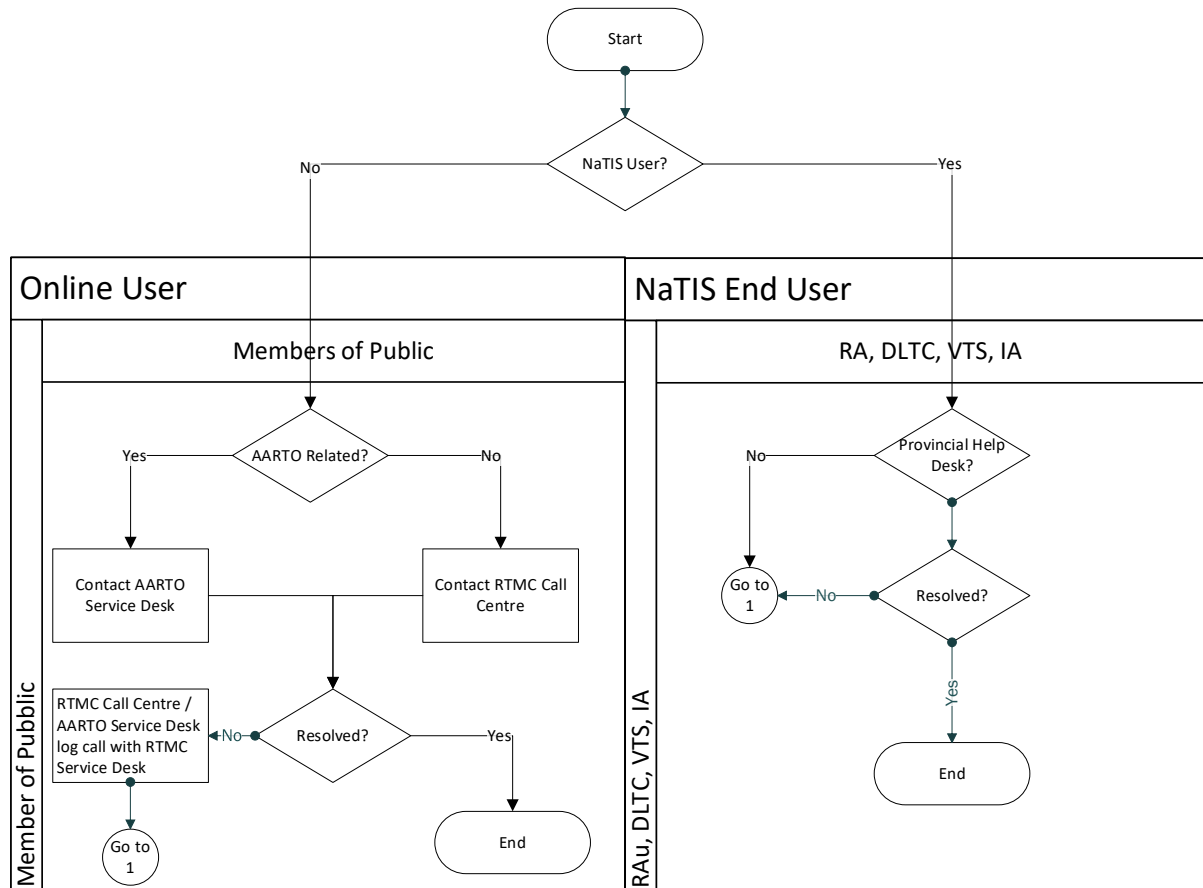 Start
NaTIS User?
No
Yes
Online User
NaTIS End User
Members of Public
RA, DLTC, VTS, IA
Member of Pubblic
RAu, DLTC, VTS, IA
AARTO Related?
Yes
No
Contact AARTO
Service Desk
Contact RTMC Call
Centre
Resolved?
No
Yes
RTMC Call Centre /
AARTO Service Desk
log call with RTMC
Service Desk
Go to
1
End
Provincial Help
Desk?
No
Resolved?
No
Go to
1
Yes
End